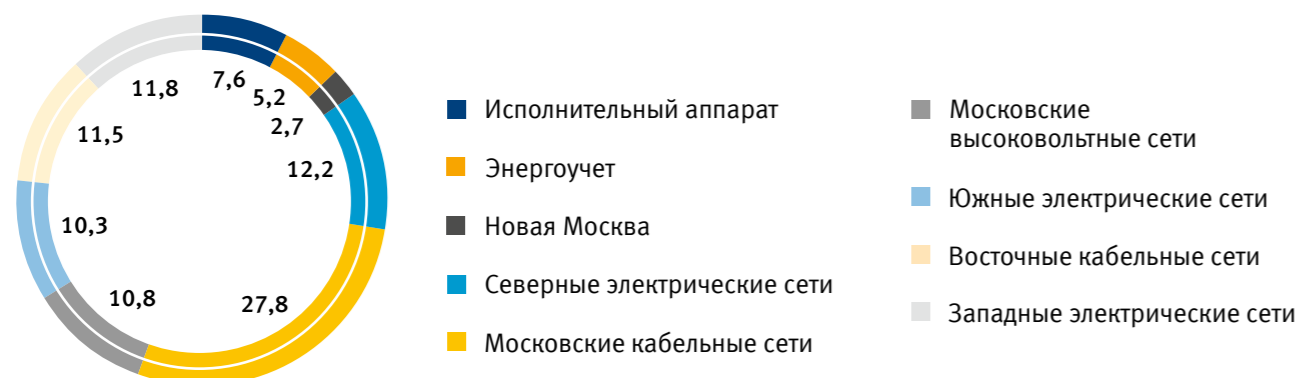 11,8
7,6
5,2
11,5
2,7
12,2
10,3
10,8
27,8
Исполнительный аппарат
Энергоучет
Новая Москва
Северные электрические сети
Московские кабельные сети
Московские
высоковольтные сети
Южные электрические сети
Восточные кабельные сети
Западные электрические сети